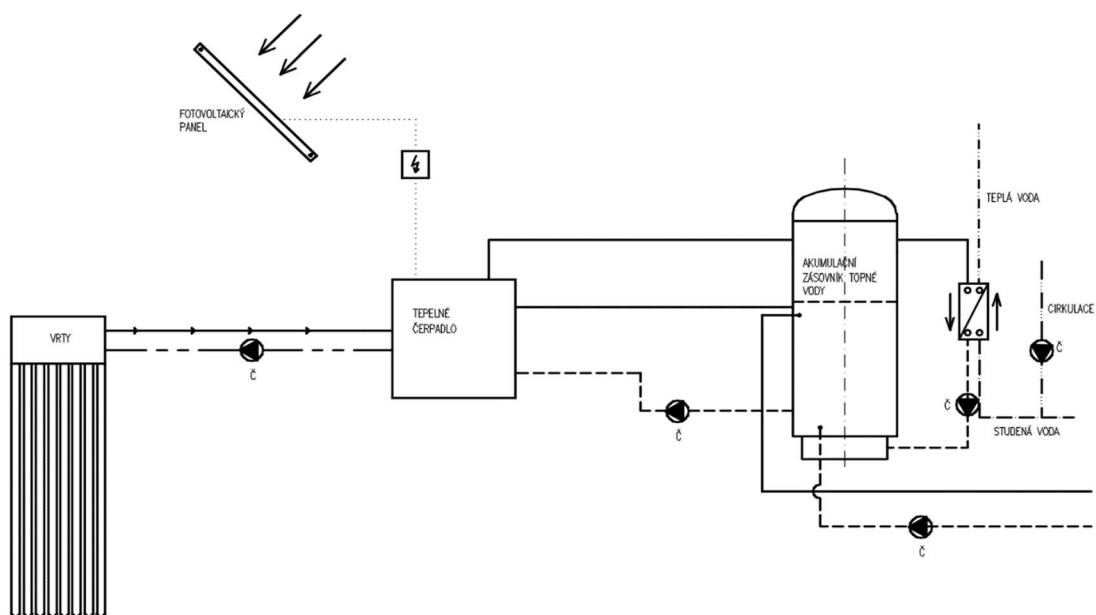 FOTOVOLTAICKÝ
PANEL
TEPLÁ VODA
AKUMULAČNÍ
ZÁSOVNÍK TOPNÉ
VODY
TEPELNÉ
ČERPADLO
CIRKULACE
VRTY
Č
Č
Č
Č
STUDENÁ VODA
Č